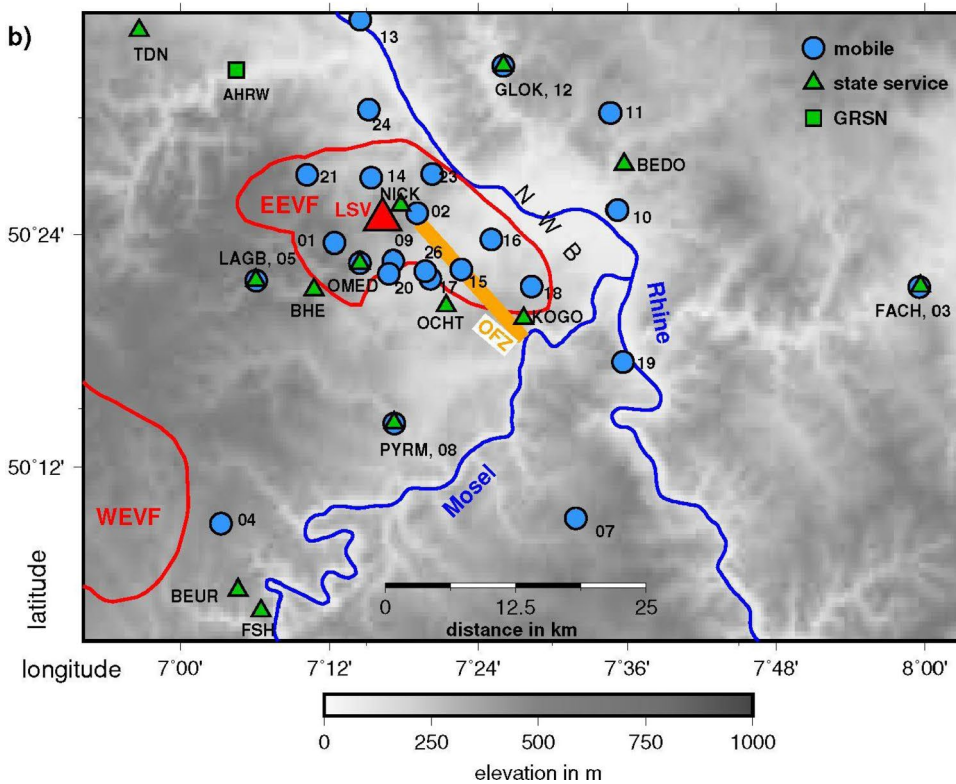 b)
TDN
13
mobile
AHRW
GLOK, 12
state service
24
11
GRSN
21
14
23
BEDO
NICK
EEVF
LSV
02
N W B
10
50°24'
01
09
16
LAGB, 05
OMED
26
20
17
15
18
BHE
OCHT
KOGO
Rhine
FACH, 03
OFZ
19
PYRM, 08
50°12'
Mosel
WEVF
04
07
BEUR
FSH
0
12.5
25
distance in km
latitude
longitude
7°00'
7°12'
7°24'
7°36'
7°48'
8°00'
0
250
500
750
1000
elevation in m